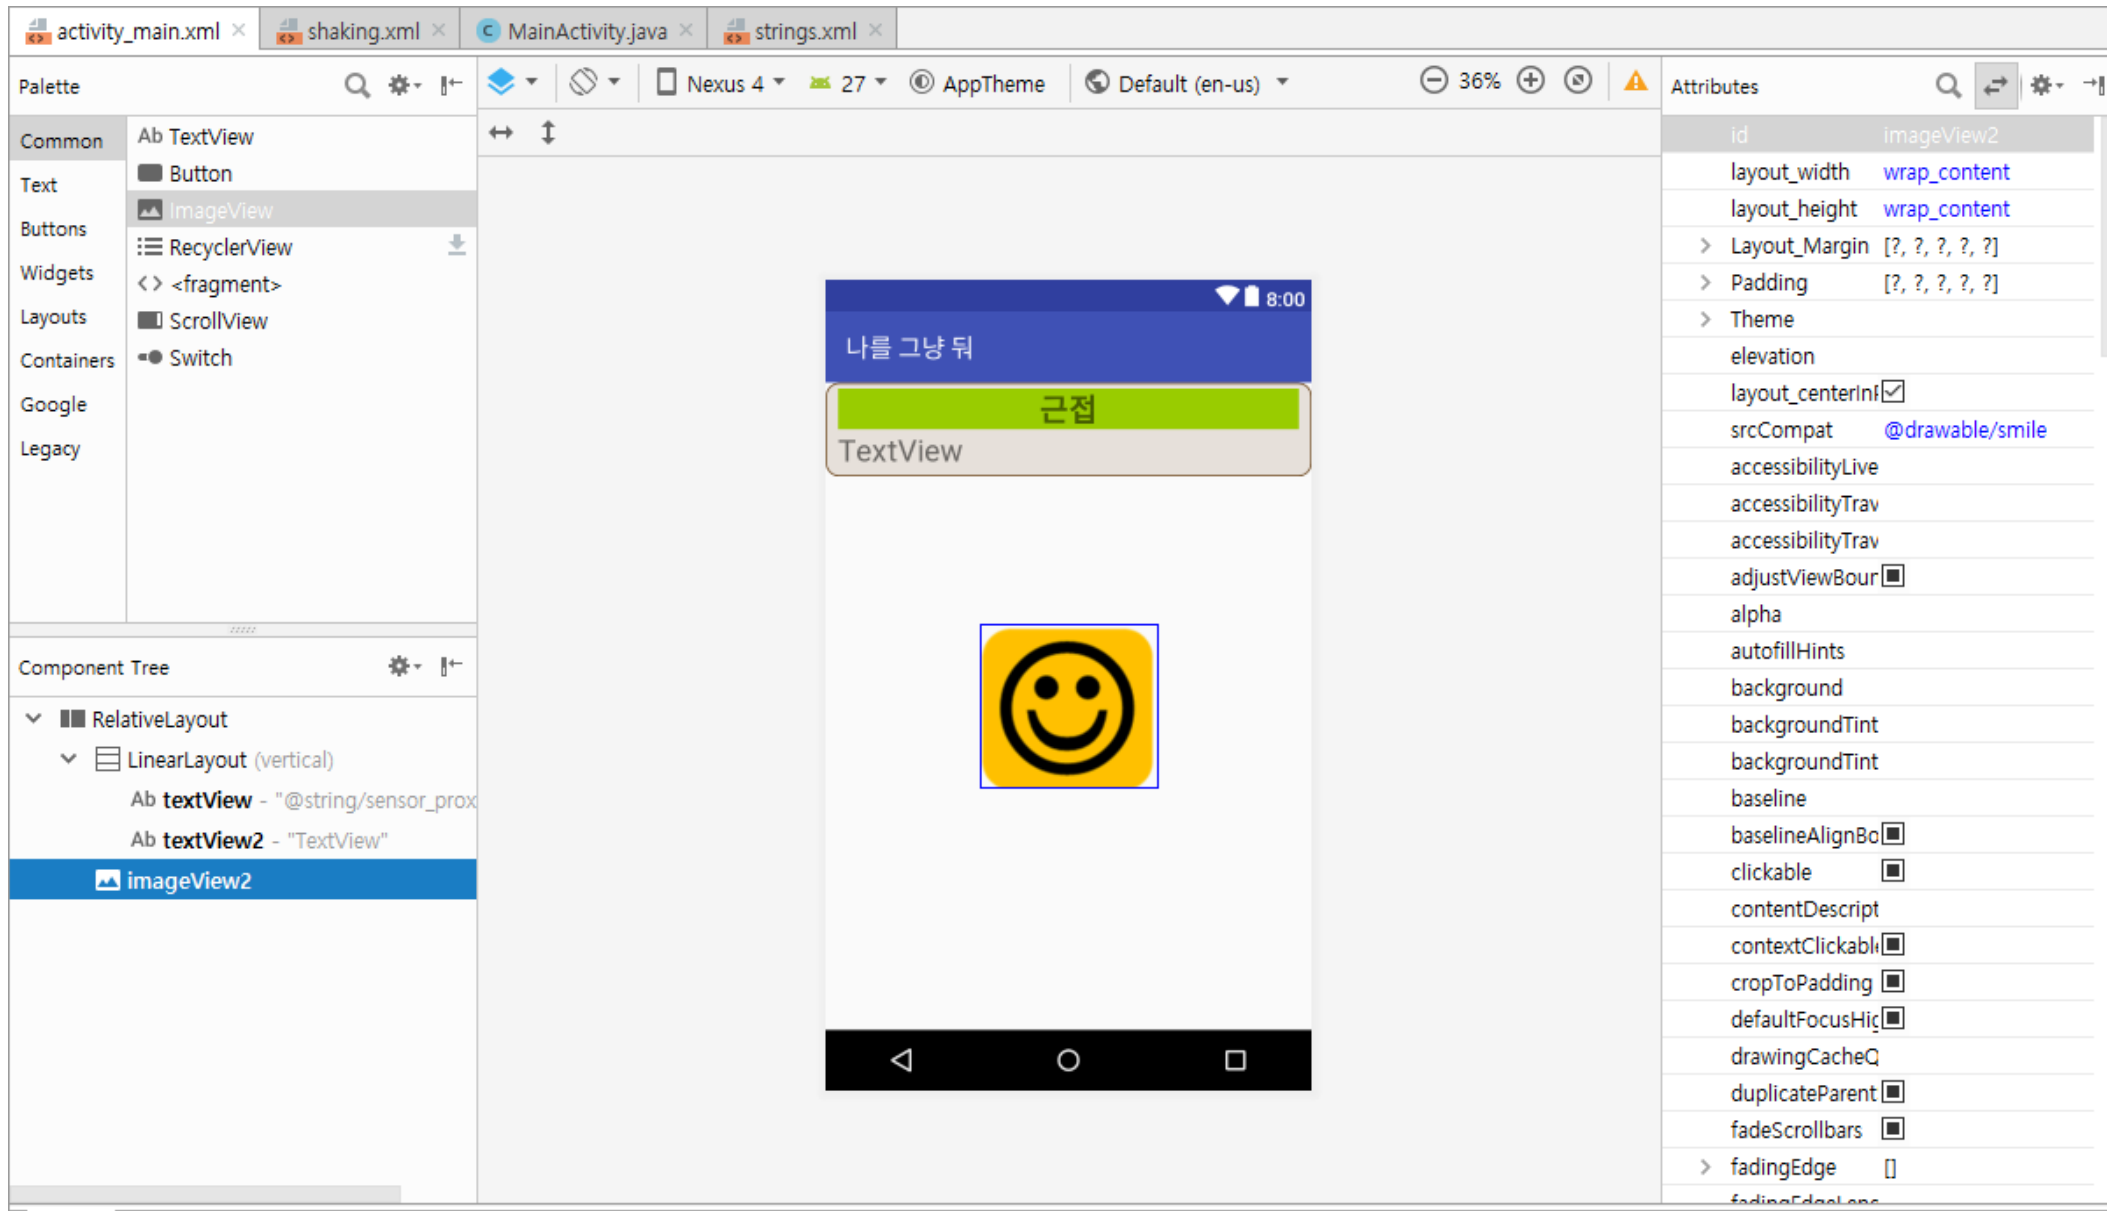 activity_main.xml
shaking.xml
MainActivity.java
strings.xml
Palette
Nexus 4
27
AppTheme
Default (en-us)
36%
Attributes
Common
Text
Buttons
Widgets
Layouts
Containers
Google
Legacy
Ab TextView
Button
ImageView
RecyclerView
<fragment>
ScrollView
Switch
Component Tree
RelativeLayout
LinearLayout (vertical)
Ab textView - "@string/sensor_prox
Ab textView2 - "TextView"
imageView2
8:00
나를 그냥 둬
근접
TextView
id imageView2
layout_width wrap_content
layout_height wrap_content
Layout_Margin [?, ?, ?, ?, ?]
Padding [?, ?, ?, ?, ?]
Theme
elevation
layout_centerInP
srcCompat @drawable/smile
accessibilityLive
accessibilityTrav
accessibilityTrav
adjustViewBour
alpha
autofillHints
background
backgroundTint
backgroundTint
baseline
baselineAlignBo
clickable
contentDescript
contextClickabl
cropToPadding
defaultFocusHig
drawingCacheQ
duplicateParent
fadeScrollbars
fadingEdge []